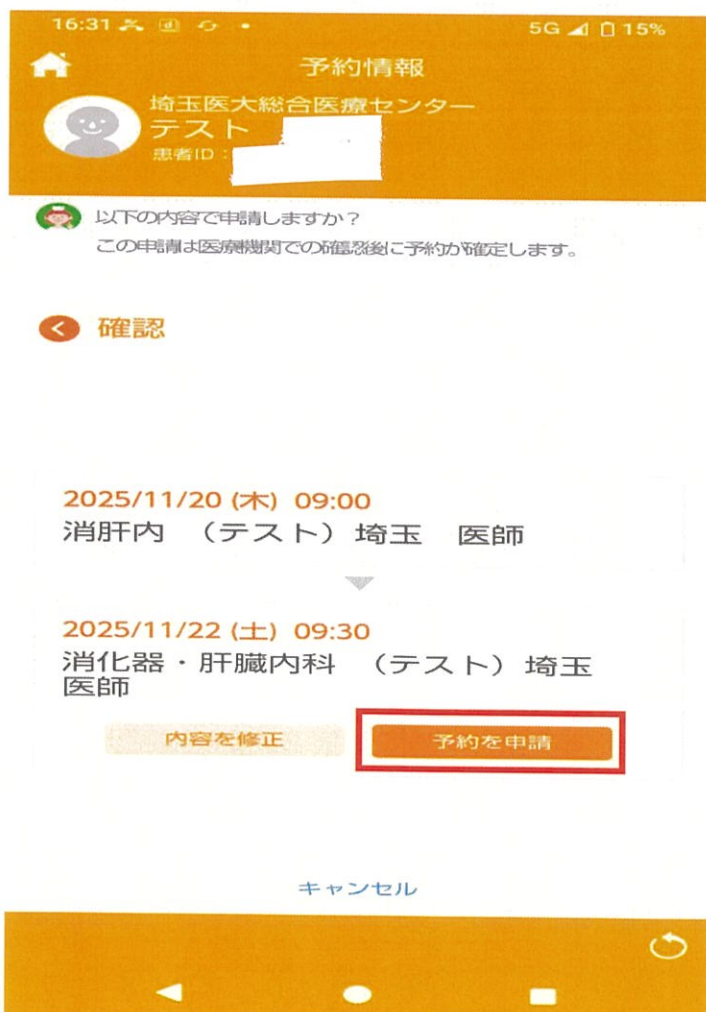 16:31
5G
15%
予約情報
埼玉医大総合医療センター
テスト
患者ID：
以下の内容で申請しますか？
この申請は医療機関での確認後に予約が確定します。
確認
2025/11/20 (木) 09:00
消肝内 （テスト）埼玉 医師
2025/11/22 (土) 09:30
消化器・肝臓内科 （テスト）埼玉
医師
内容を修正
予約を申請
キャンセル